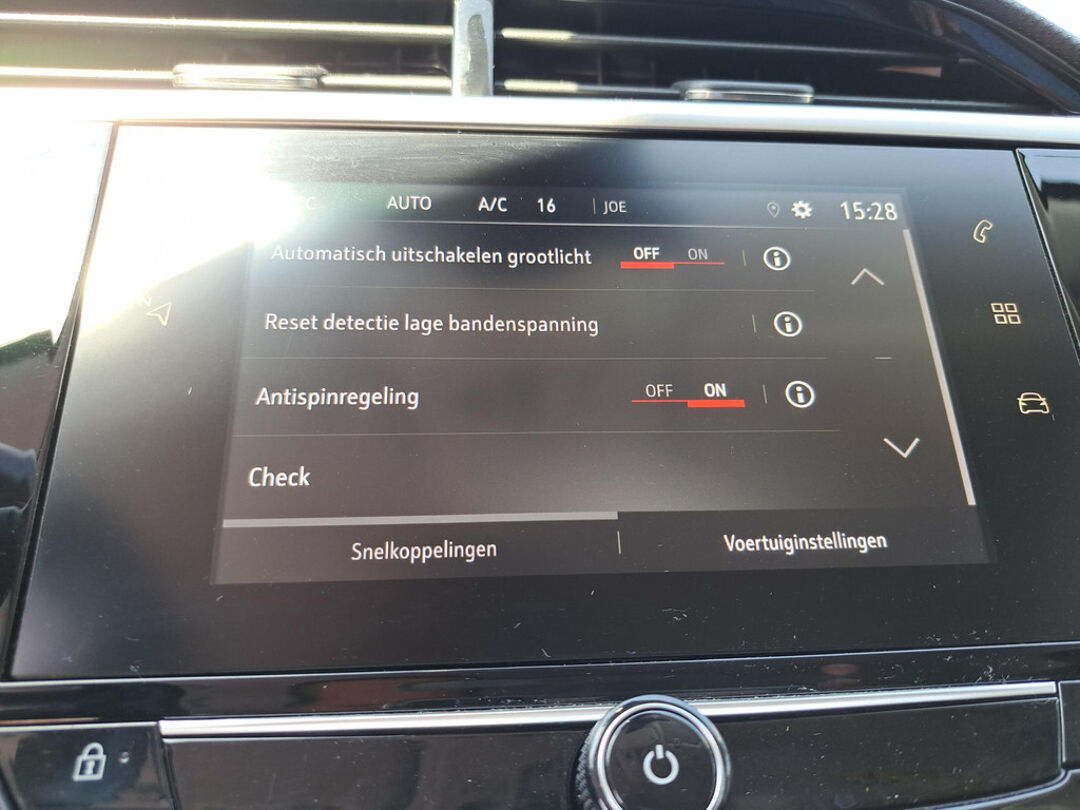 AUTO A/C 16 JOE 15:28
Automatisch uitschakelen grootlicht OFF ON
Reset detectie lage bandenspanning
Antispinregeling OFF ON
Check
Snelkoppelingen Voertuiginstellingen
N